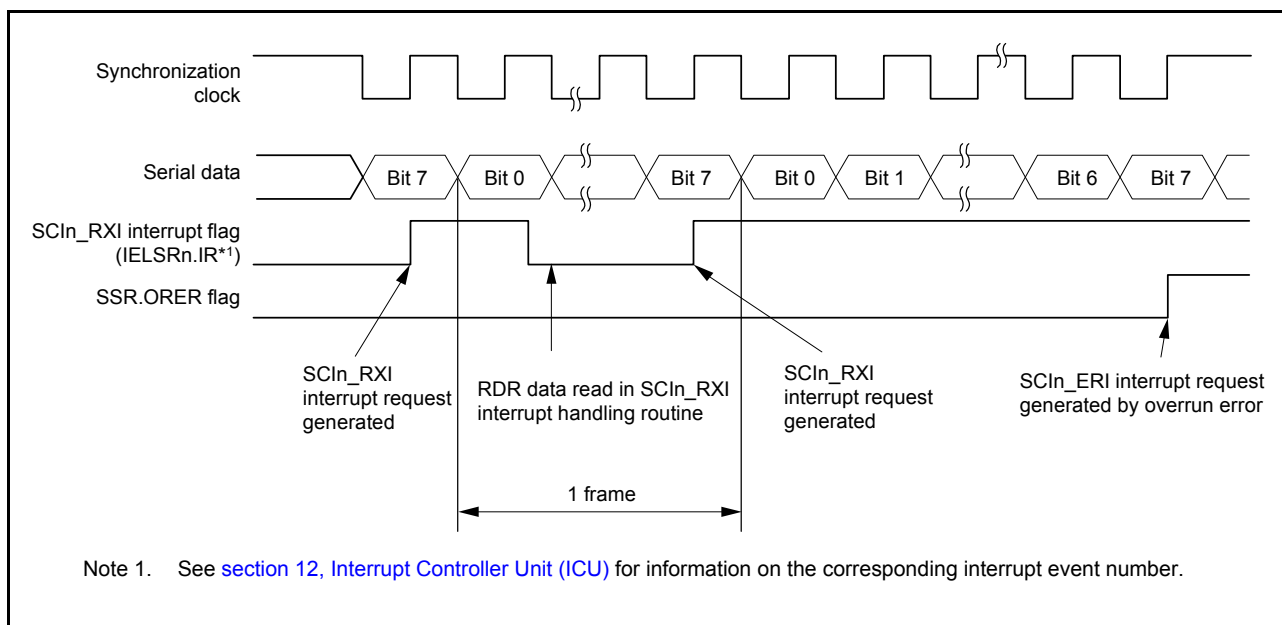 Synchronization
clock
Serial data
Bit 7
Bit 0
Bit 7
Bit 0
Bit 1
Bit 6
Bit 7
SCIn_RXI interrupt flag
(IELSRn.IR*1)
SSR.ORER flag
SCIn_RXI
interrupt request
generated
RDR data read in SCIn_RXI
interrupt handling routine
SCIn_RXI
interrupt request
generated
SCIn_ERI interrupt request
generated by overrun error
1 frame
Note 1. See section 12, Interrupt Controller Unit (ICU) for information on the corresponding interrupt event number.